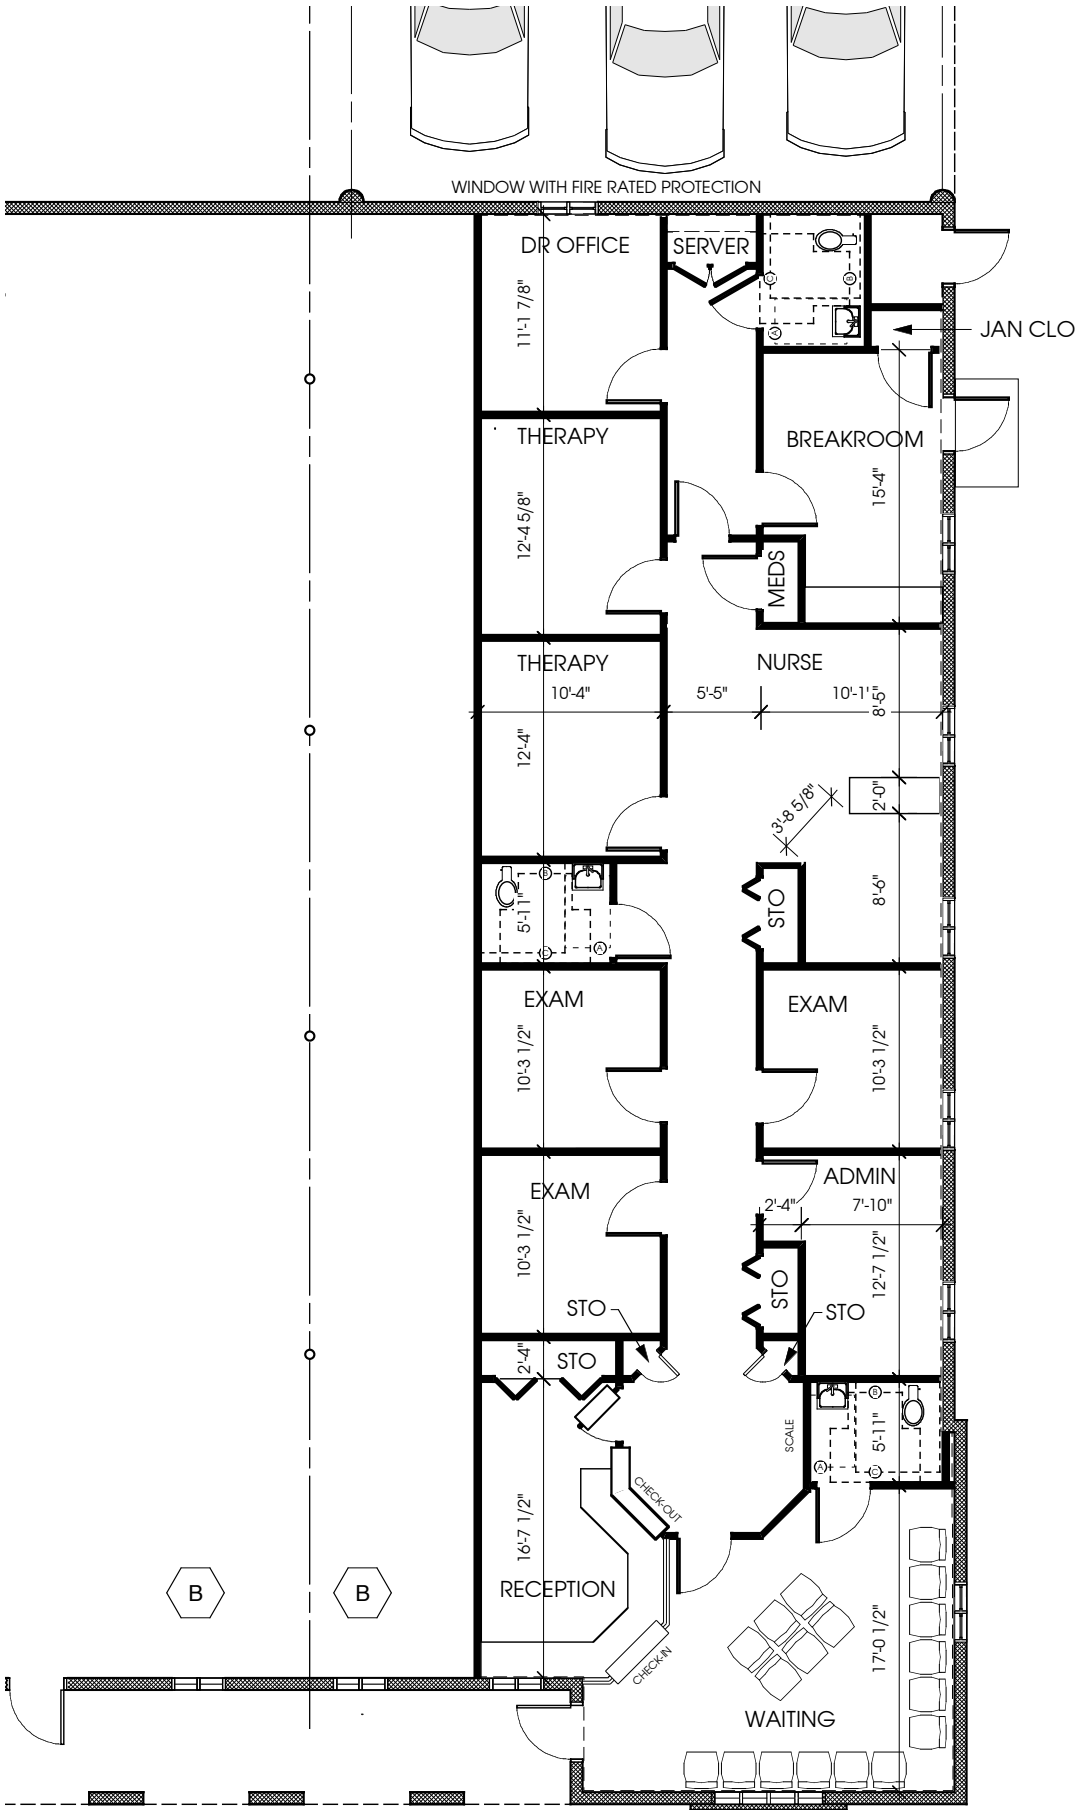 WINDOW WITH FIRE RATED PROTECTION
DR OFFICE
SERVER
11'-1 7/8"
C
B
A
JAN CLO
THERAPY
BREAKROOM
12'-4 5/8"
15'-4"
MEDS
THERAPY
NURSE
10'-4"
5'-5"
10'-1"
8'-5"
12'-4"
2'-0"
3'-8 5/8"
B
5'-11"
C
A
STO
8'-6"
EXAM
EXAM
10'-3 1/2"
10'-3 1/2"
EXAM
ADMIN
2'-4"
7'-10"
10'-3 1/2"
12'-7 1/2"
STO
STO
STO
2'-4"
STO
SCALE
B
5'-11"
A
C
CHECK-OUT
16'-7 1/2"
B
B
RECEPTION
CHECK-IN
17'-0 1/2"
WAITING